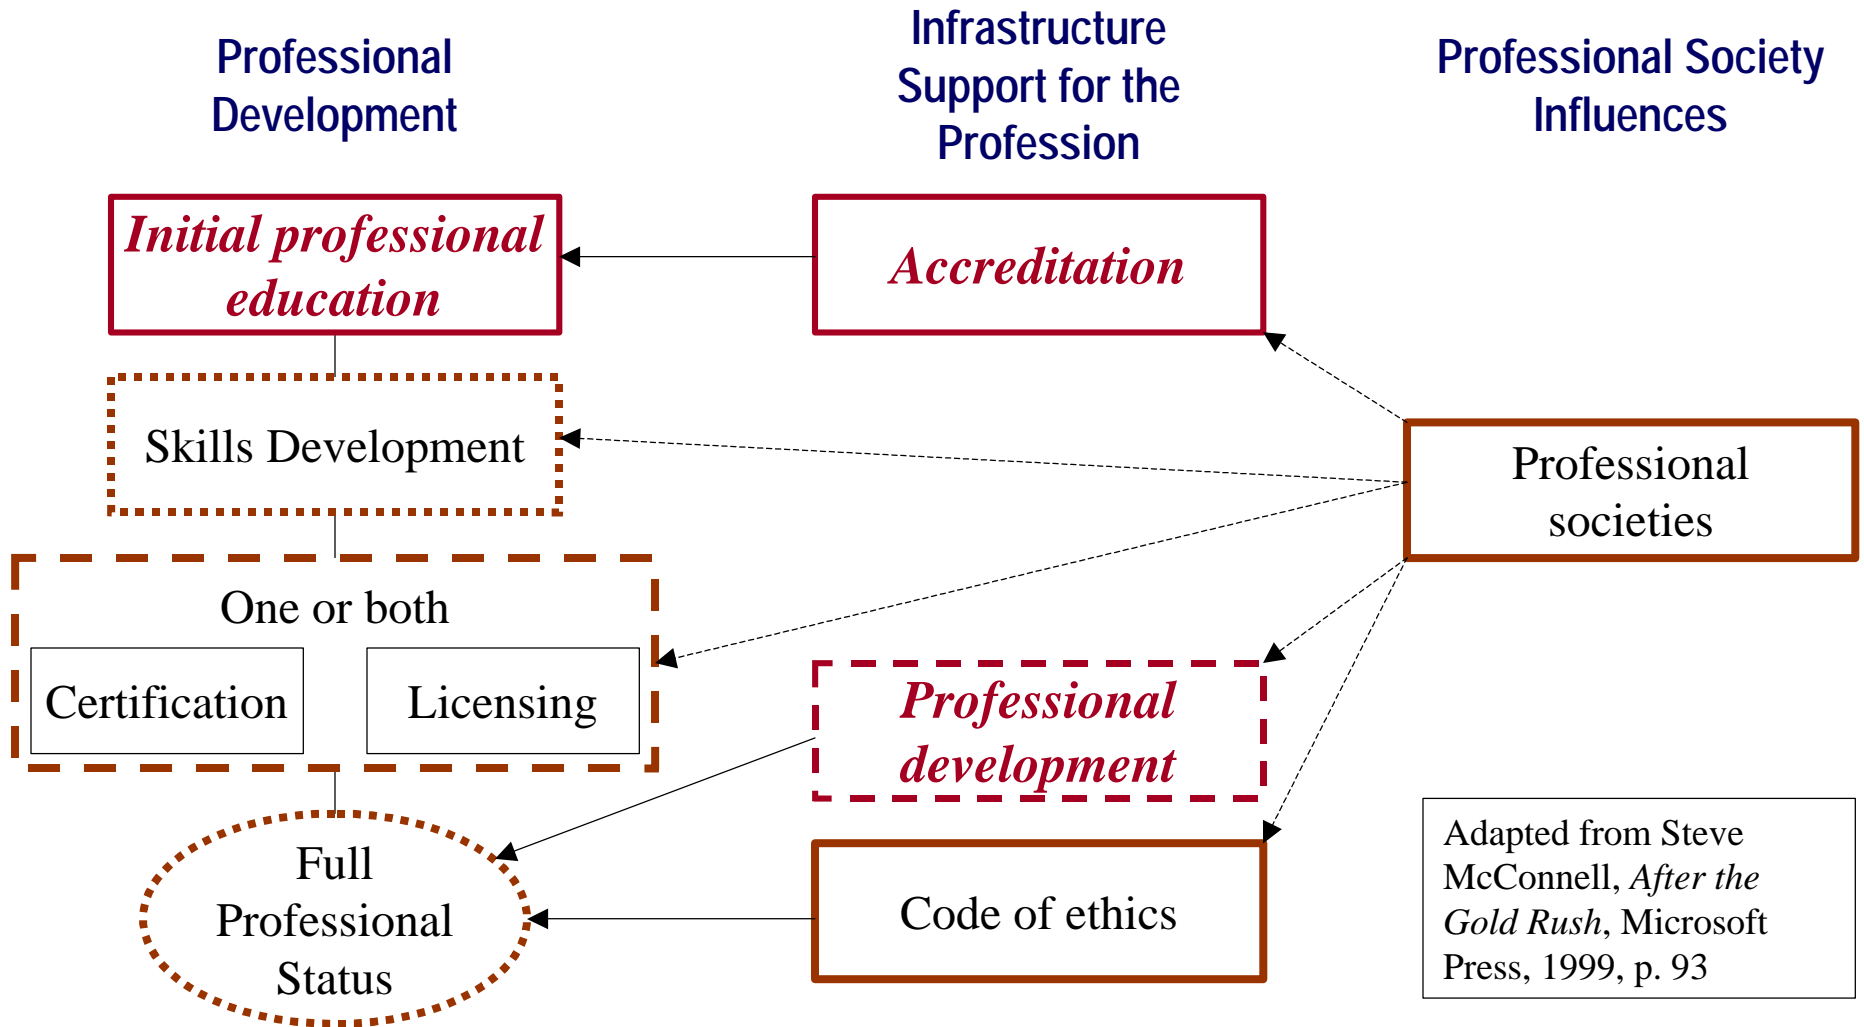 Professional
Development
Infrastructure
Support for the
Profession
Professional Society
Influences
Initial professional
education
Accreditation
Skills Development
Professional
societies
One or both
Certification
Licensing
Professional
development
Full
Professional
Status
Code of ethics
Adapted from Steve
McConnell, After the
Gold Rush, Microsoft
Press, 1999, p. 93